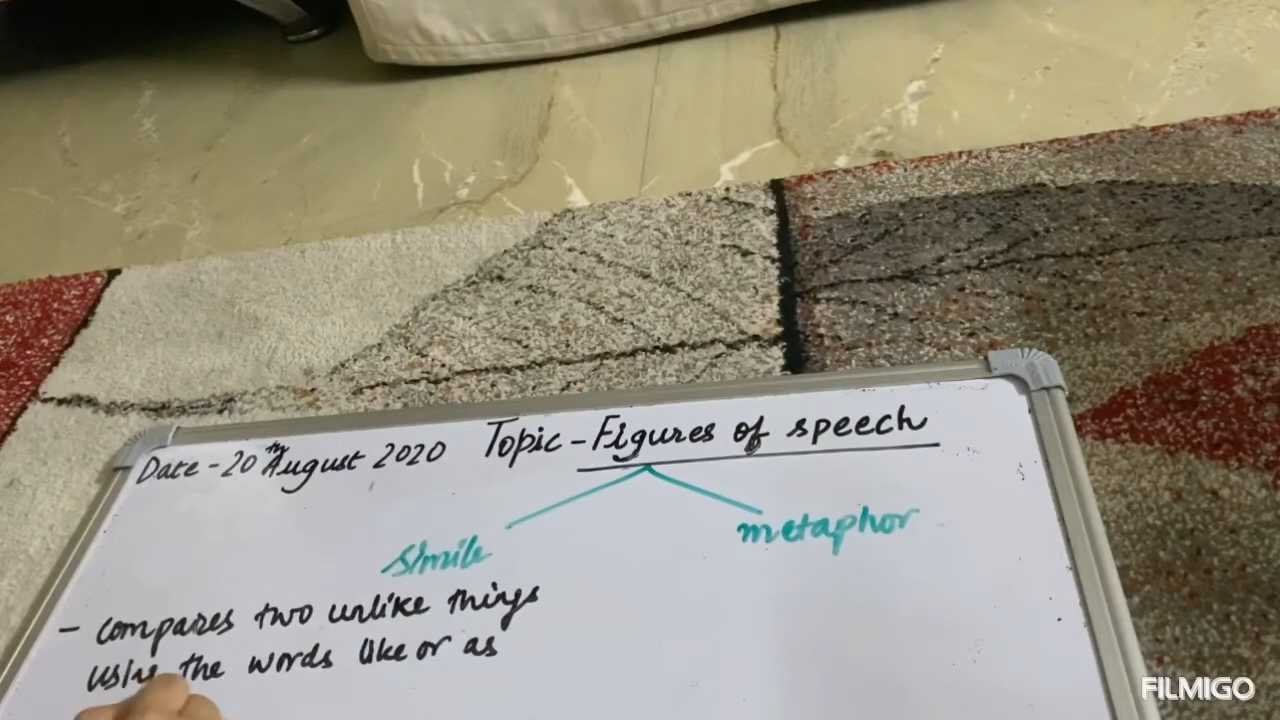 Date - 20th August 2020 Topic - Figures of speech
simile metaphor
- compares two unlike things
using the words like or as
FILMIGO